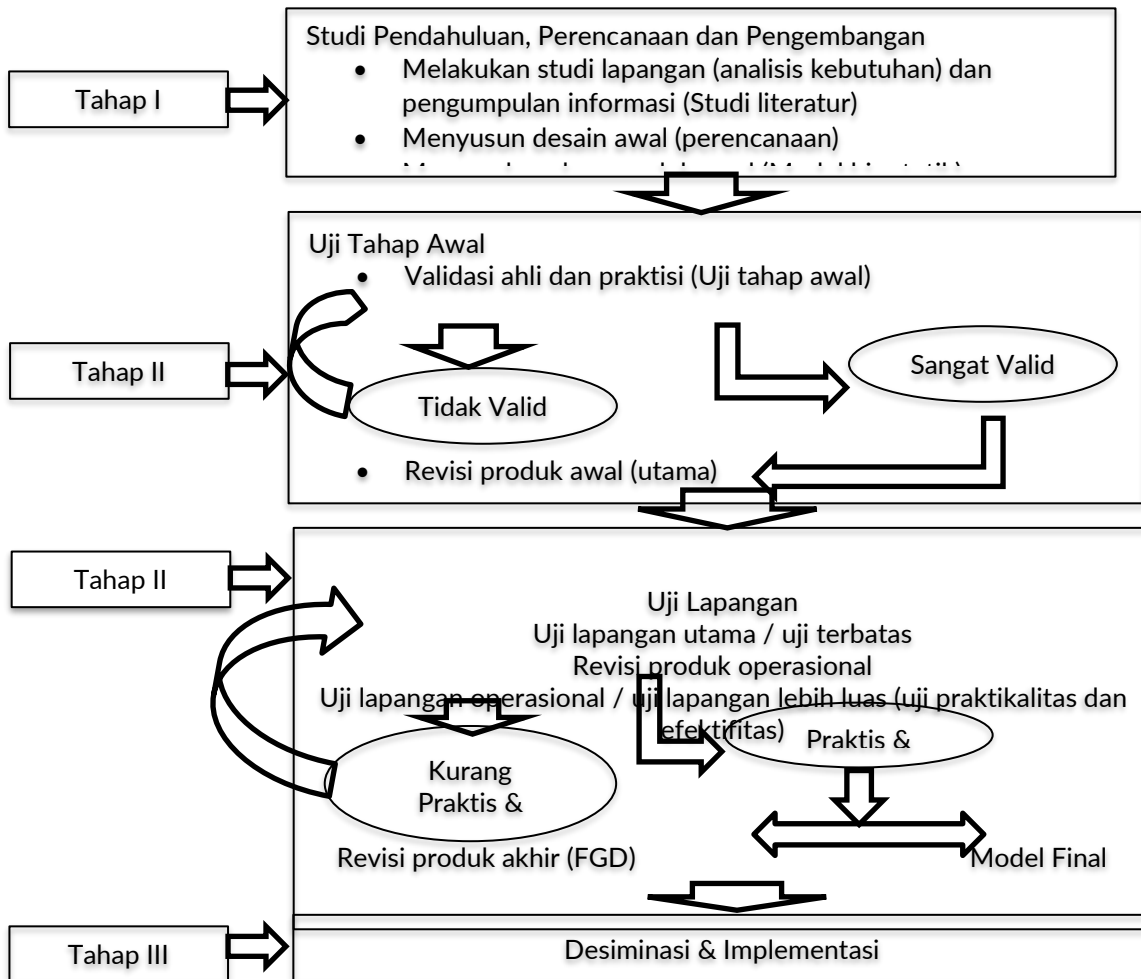 Studi Pendahuluan, Perencanaan dan Pengembangan
• Melakukan studi lapangan (analisis kebutuhan) dan
pengumpulan informasi (Studi literatur)
• Menyusun desain awal (perencanaan)
Tahap I
Uji Tahap Awal
• Validasi ahli dan praktisi (Uji tahap awal)
Tahap II
Sangat Valid
Tidak Valid
• Revisi produk awal (utama)
Tahap II
Uji Lapangan
Uji lapangan utama / uji terbatas
Revisi produk operasional
Uji lapangan operasional / uji lapangan lebih luas (uji praktikalitas dan
efektifitas)
Praktis &
Kurang
Praktis &
Revisi produk akhir (FGD)
Model Final
Tahap III
Desiminasi & Implementasi